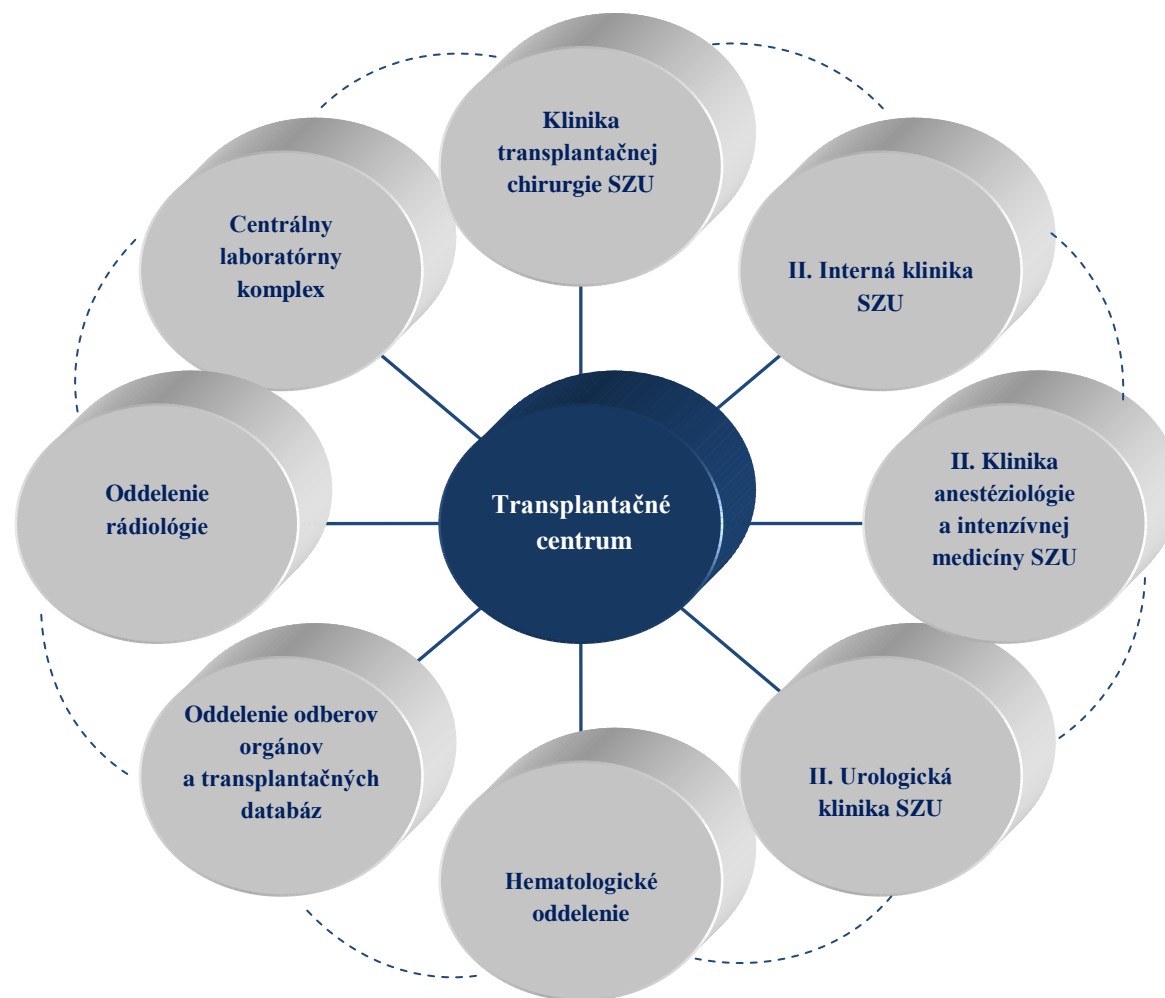 Klinika
transplantačnej
chirurgie SZU
Centrálny
laboratórny
komplex
II. Interná klinika
SZU
Oddelenie
rádiológie
Transplantačné
centrum
II. Klinika
anestéziológie
a intenzívnej
medicíny SZU
Oddelenie odberov
orgánov
a transplantačných
databáz
II. Urologická
klinika SZU
Hematologické
oddelenie